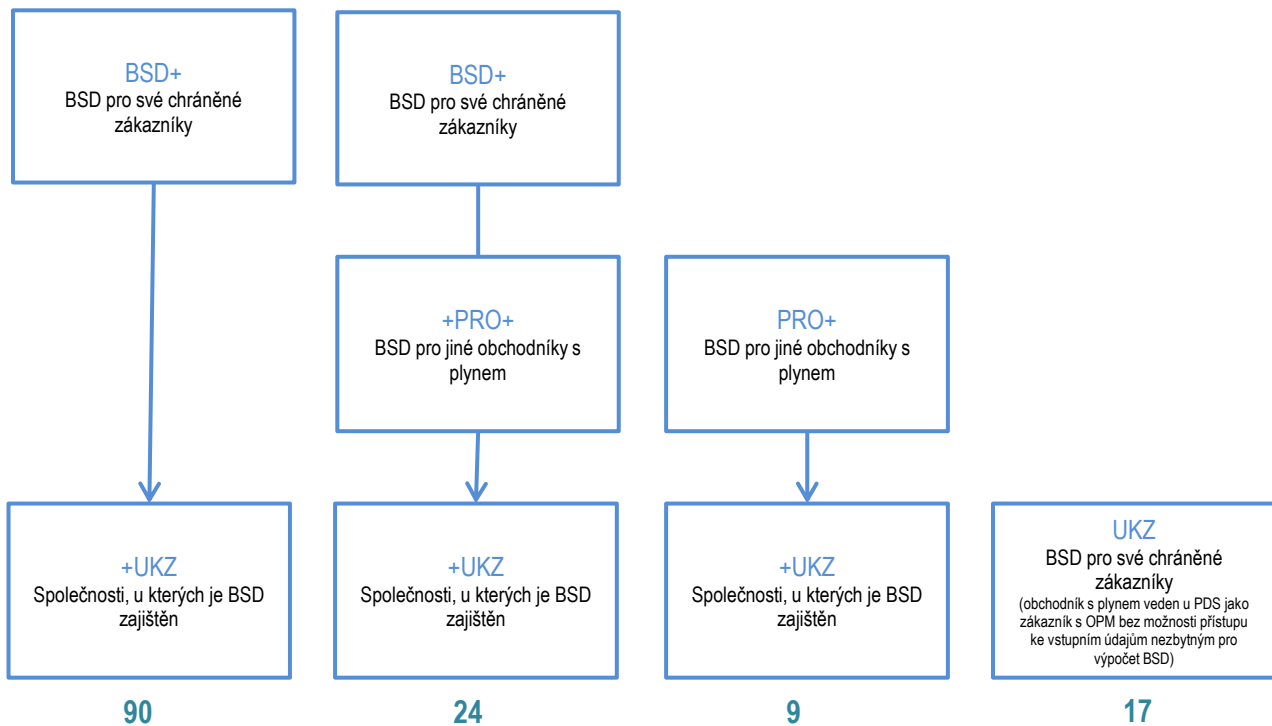 BSD+
BSD pro své chráněné
zákazníky
BSD+
BSD pro své chráněné
zákazníky
+PRO+
BSD pro jiné obchodníky s
plynem
PRO+
BSD pro jiné obchodníky s
plynem
+UKZ
Společnosti, u kterých je BSD
zajištěn
+UKZ
Společnosti, u kterých je BSD
zajištěn
+UKZ
Společnosti, u kterých je BSD
zajištěn
UKZ
BSD pro své chráněné
zákazníky
(obchodník s plynem veden u PDS jako
zákazník s OPM bez možnosti přístupu
ke vstupním údajům nezbytným pro
výpočet BSD)
90
24
9
17